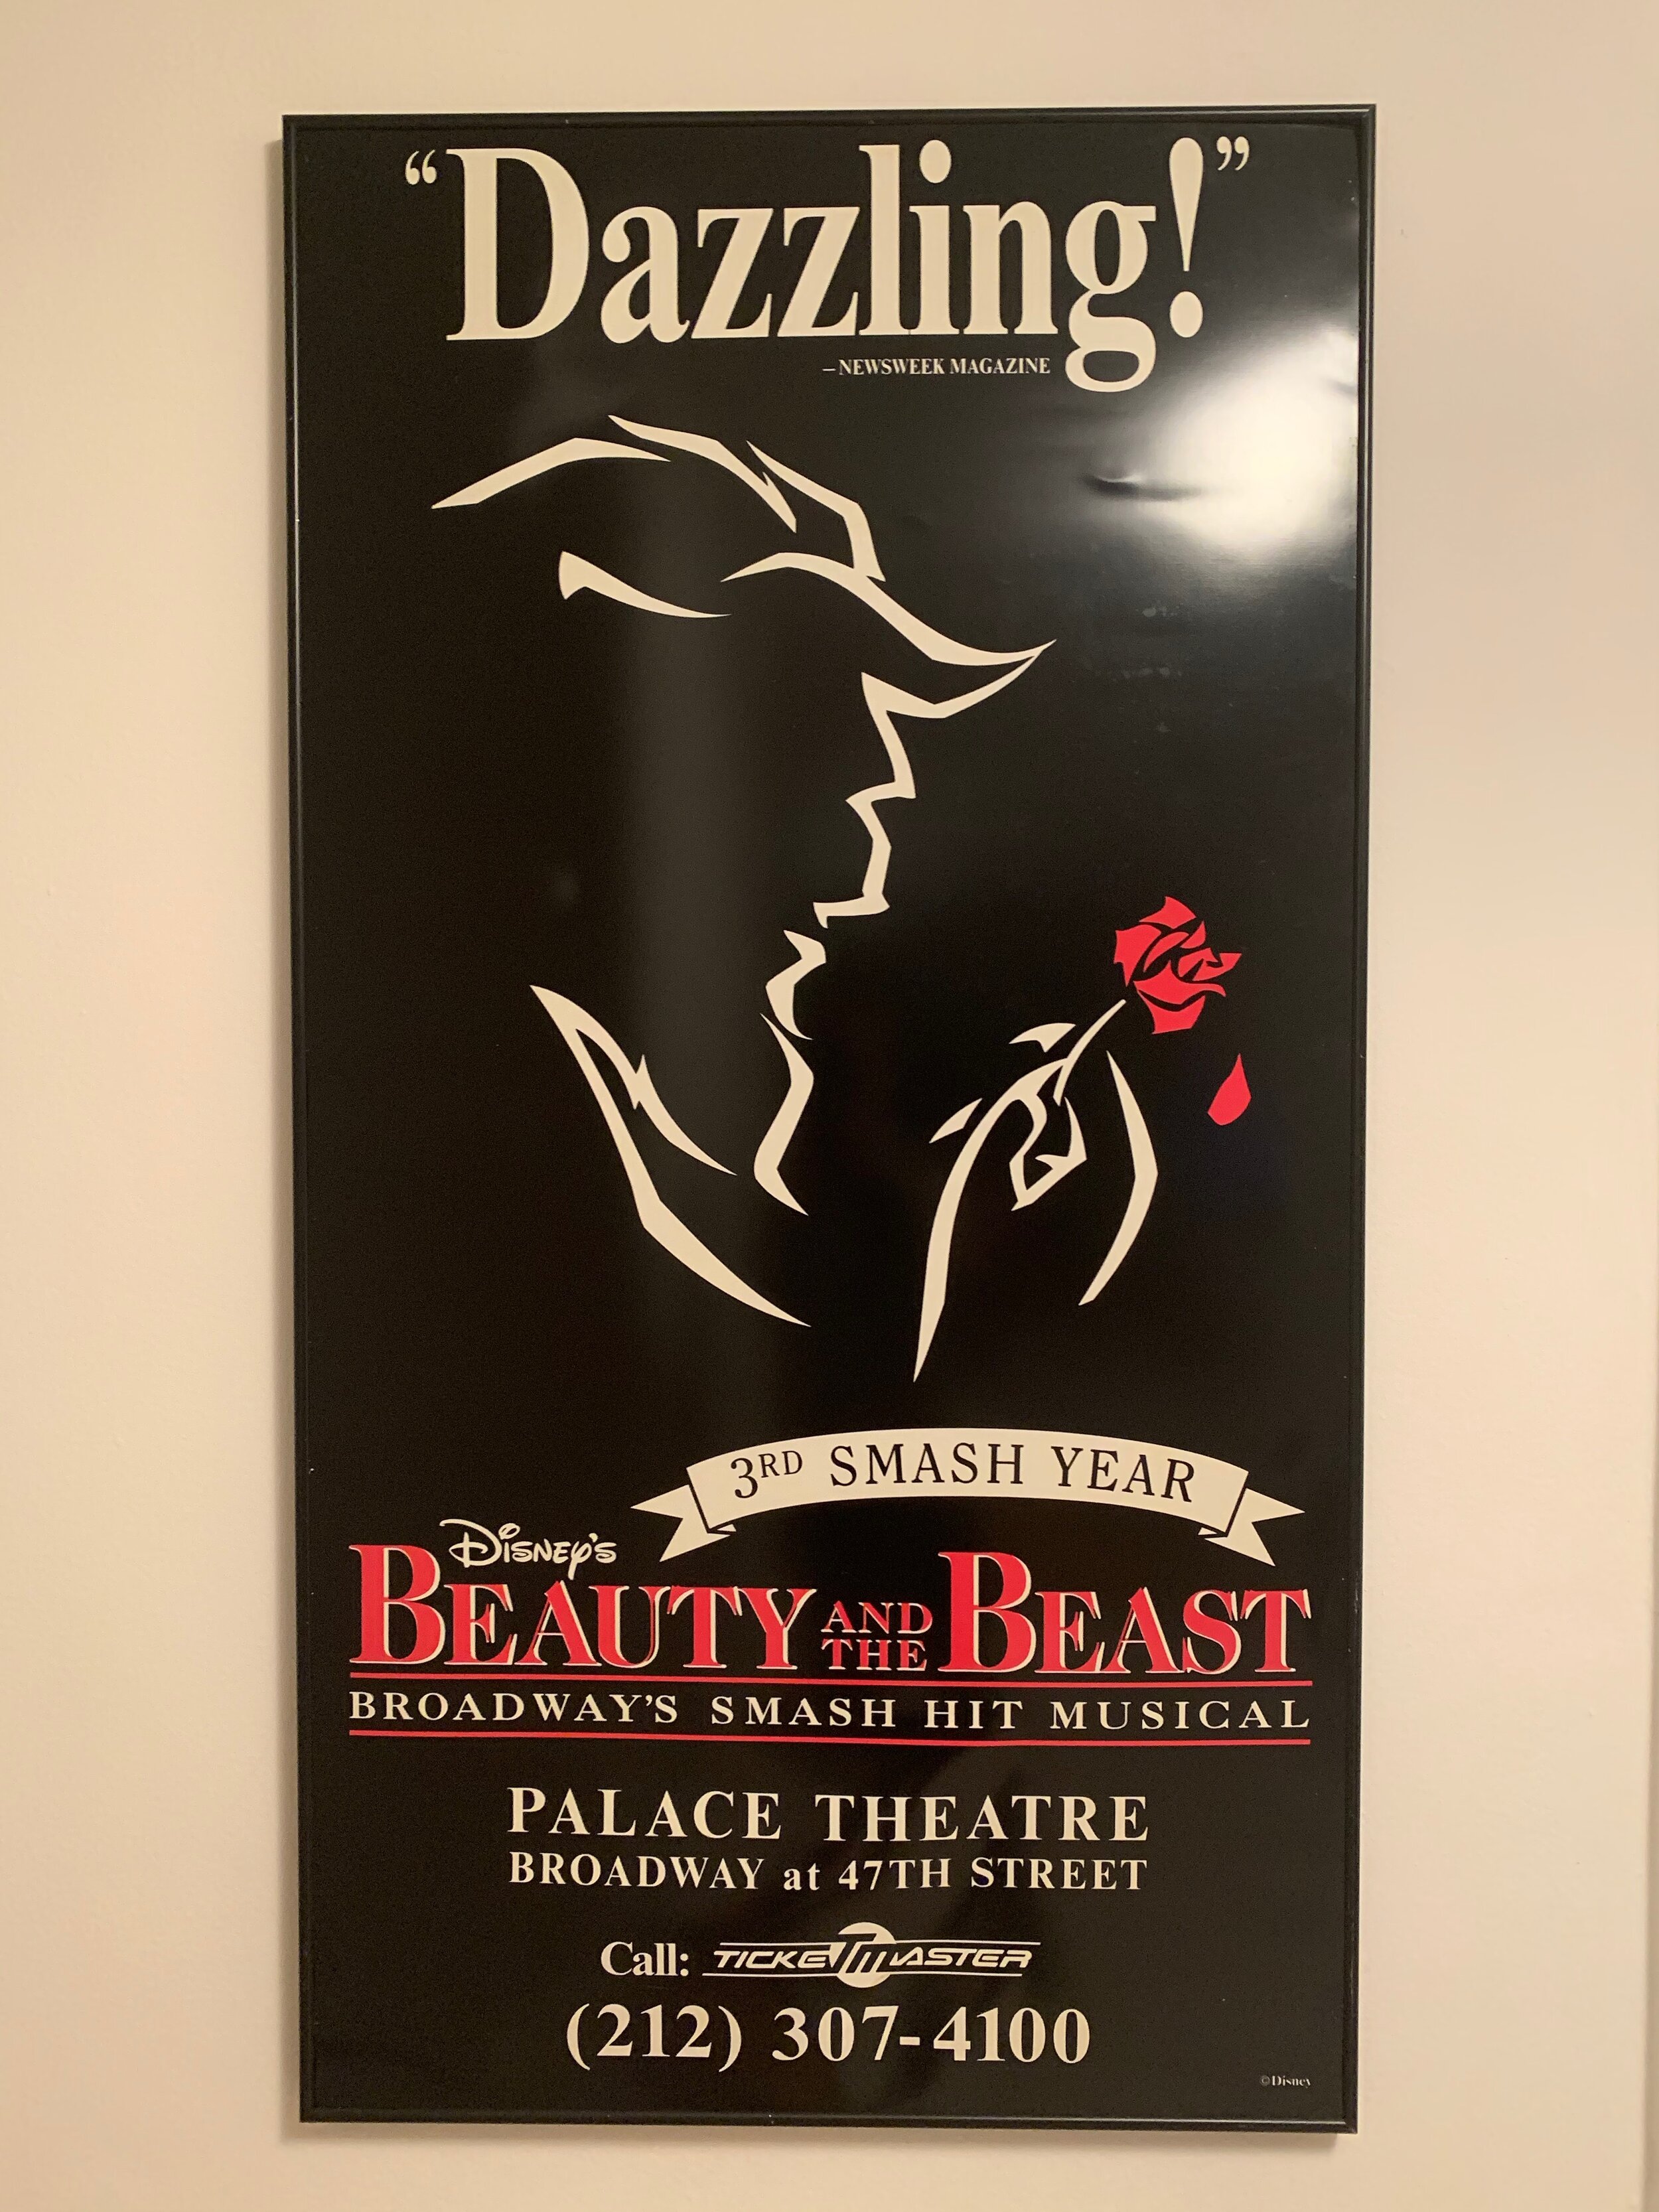 “Dazzling!”
– NEWSWEEK MAGAZINE
3RD SMASH YEAR
DISNEY'S
BEAUTY AND THE BEAST
BROADWAY'S SMASH HIT MUSICAL
PALACE THEATRE
BROADWAY at 47TH STREET
Call: TICKETMASTER
(212) 307-4100
©Disney